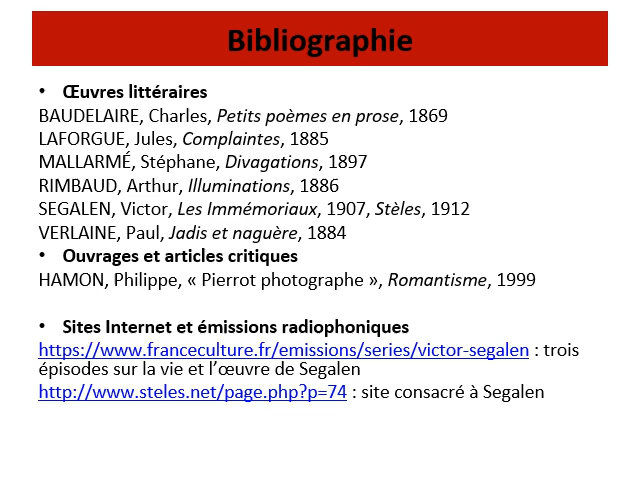 Bibliographie
• Œuvres littéraires
BAUDELAIRE, Charles, Petits poèmes en prose, 1869
LAFORGUE, Jules, Complaintes, 1885
MALLARMÉ, Stéphane, Divagations, 1897
RIMBAUD, Arthur, Illuminations, 1886
SEGALEN, Victor, Les Immémoriaux, 1907, Stèles, 1912
VERLAINE, Paul, Jadis et naguère, 1884
• Ouvrages et articles critiques
HAMON, Philippe, « Pierrot photographe », Romantisme, 1999
• Sites Internet et émissions radiophoniques
https://www.franceculture.fr/emissions/series/victor-segalen : trois
épisodes sur la vie et l’œuvre de Segalen
http://www.steles.net/page.php?p=74 : site consacré à Segalen